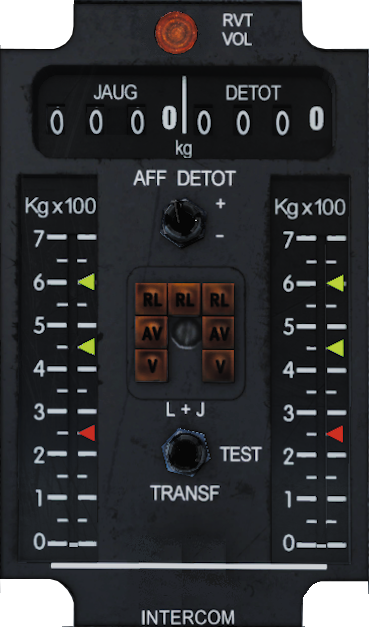 RVT
VOL
JAUG DETOT
0 0 0 0 0 0 0 0
kg
AFF DETOT
+
-
Kg x 100 Kg x 100
7 7
6 6
5 5
4 4
3 3
2 2
1 1
0 0
RL RL RL
AV AV
V V
L + J
TEST
TRANSF
INTERCOM